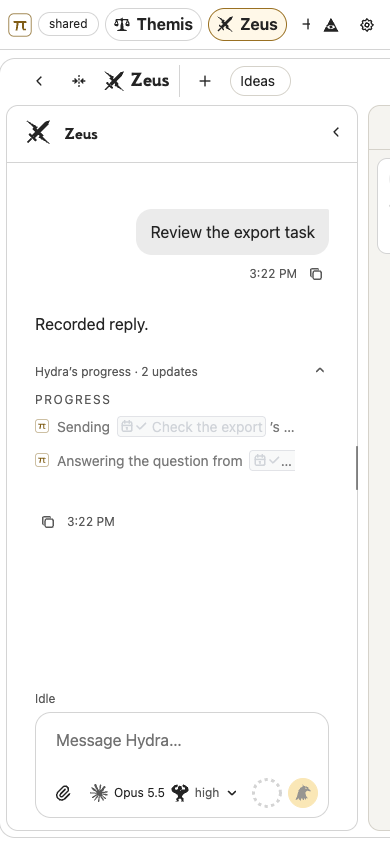 π shared Themis Zeus
Zeus + Ideas
Zeus
Review the export task
3:22 PM
Recorded reply.
Hydra's progress · 2 updates
PROGRESS
π Sending Check the export 's ...
π Answering the question from ...
3:22 PM
Idle
Message Hydra...
Opus 5.5 high